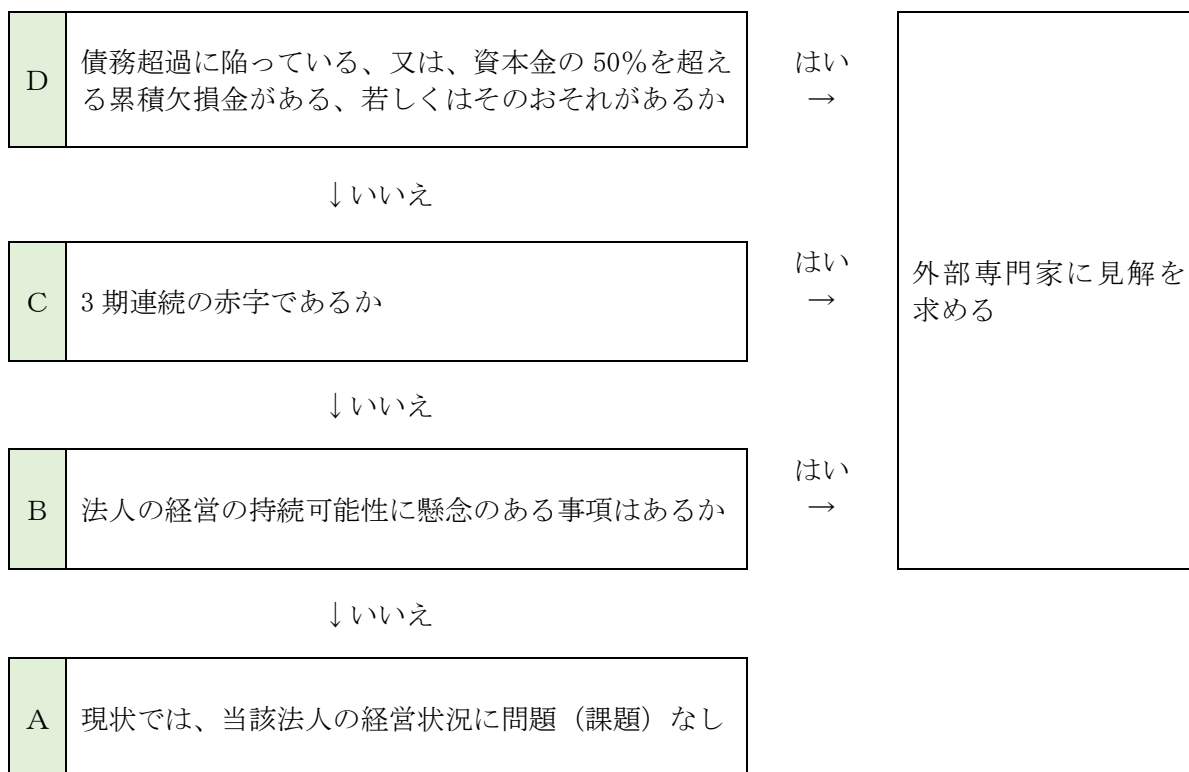 D
債務超過に陥っている、又は、資本金の 50%を超え
る累積欠損金がある、若しくはそのおそれがあるか
はい
→
↓いいえ
C
3 期連続の赤字であるか
はい
→
外部専門家に見解を
求める
↓いいえ
B
法人の経営の持続可能性に懸念のある事項はあるか
はい
→
↓いいえ
A
現状では、当該法人の経営状況に問題（課題）なし